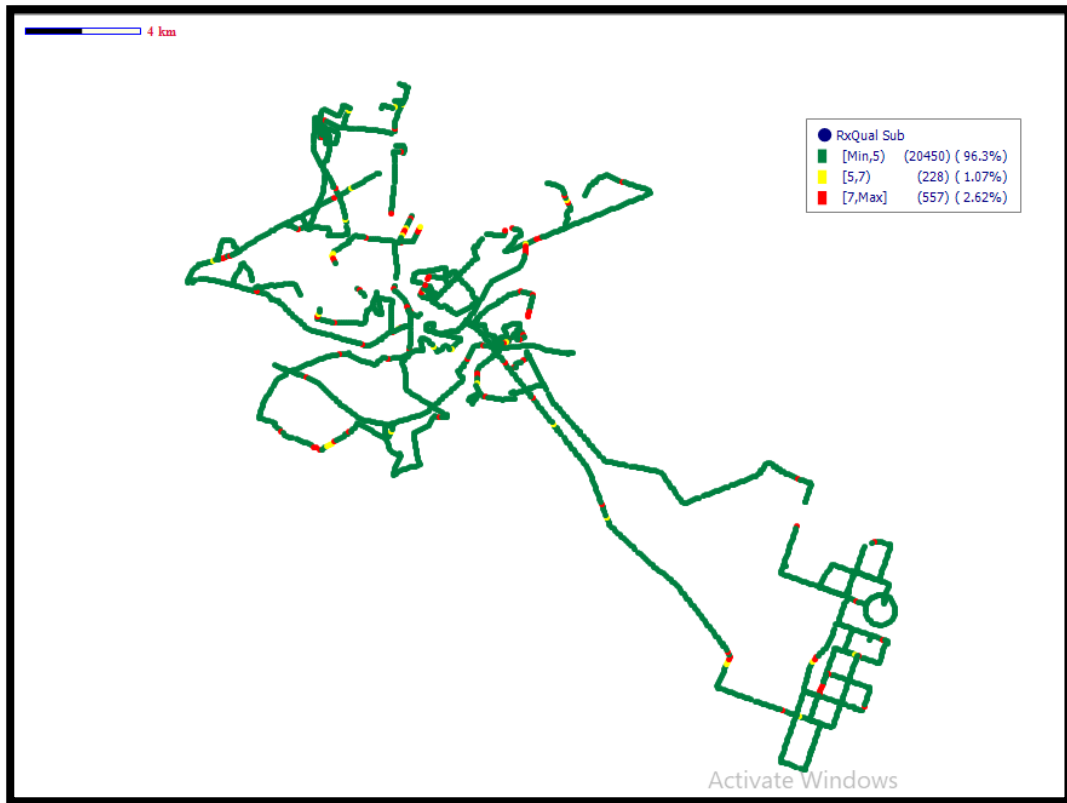 4 km
RxQual Sub
[Min,5) (20450) ( 96.3%)
[5,7) (228) ( 1.07%)
[7,Max] (557) ( 2.62%)
Activate Windows